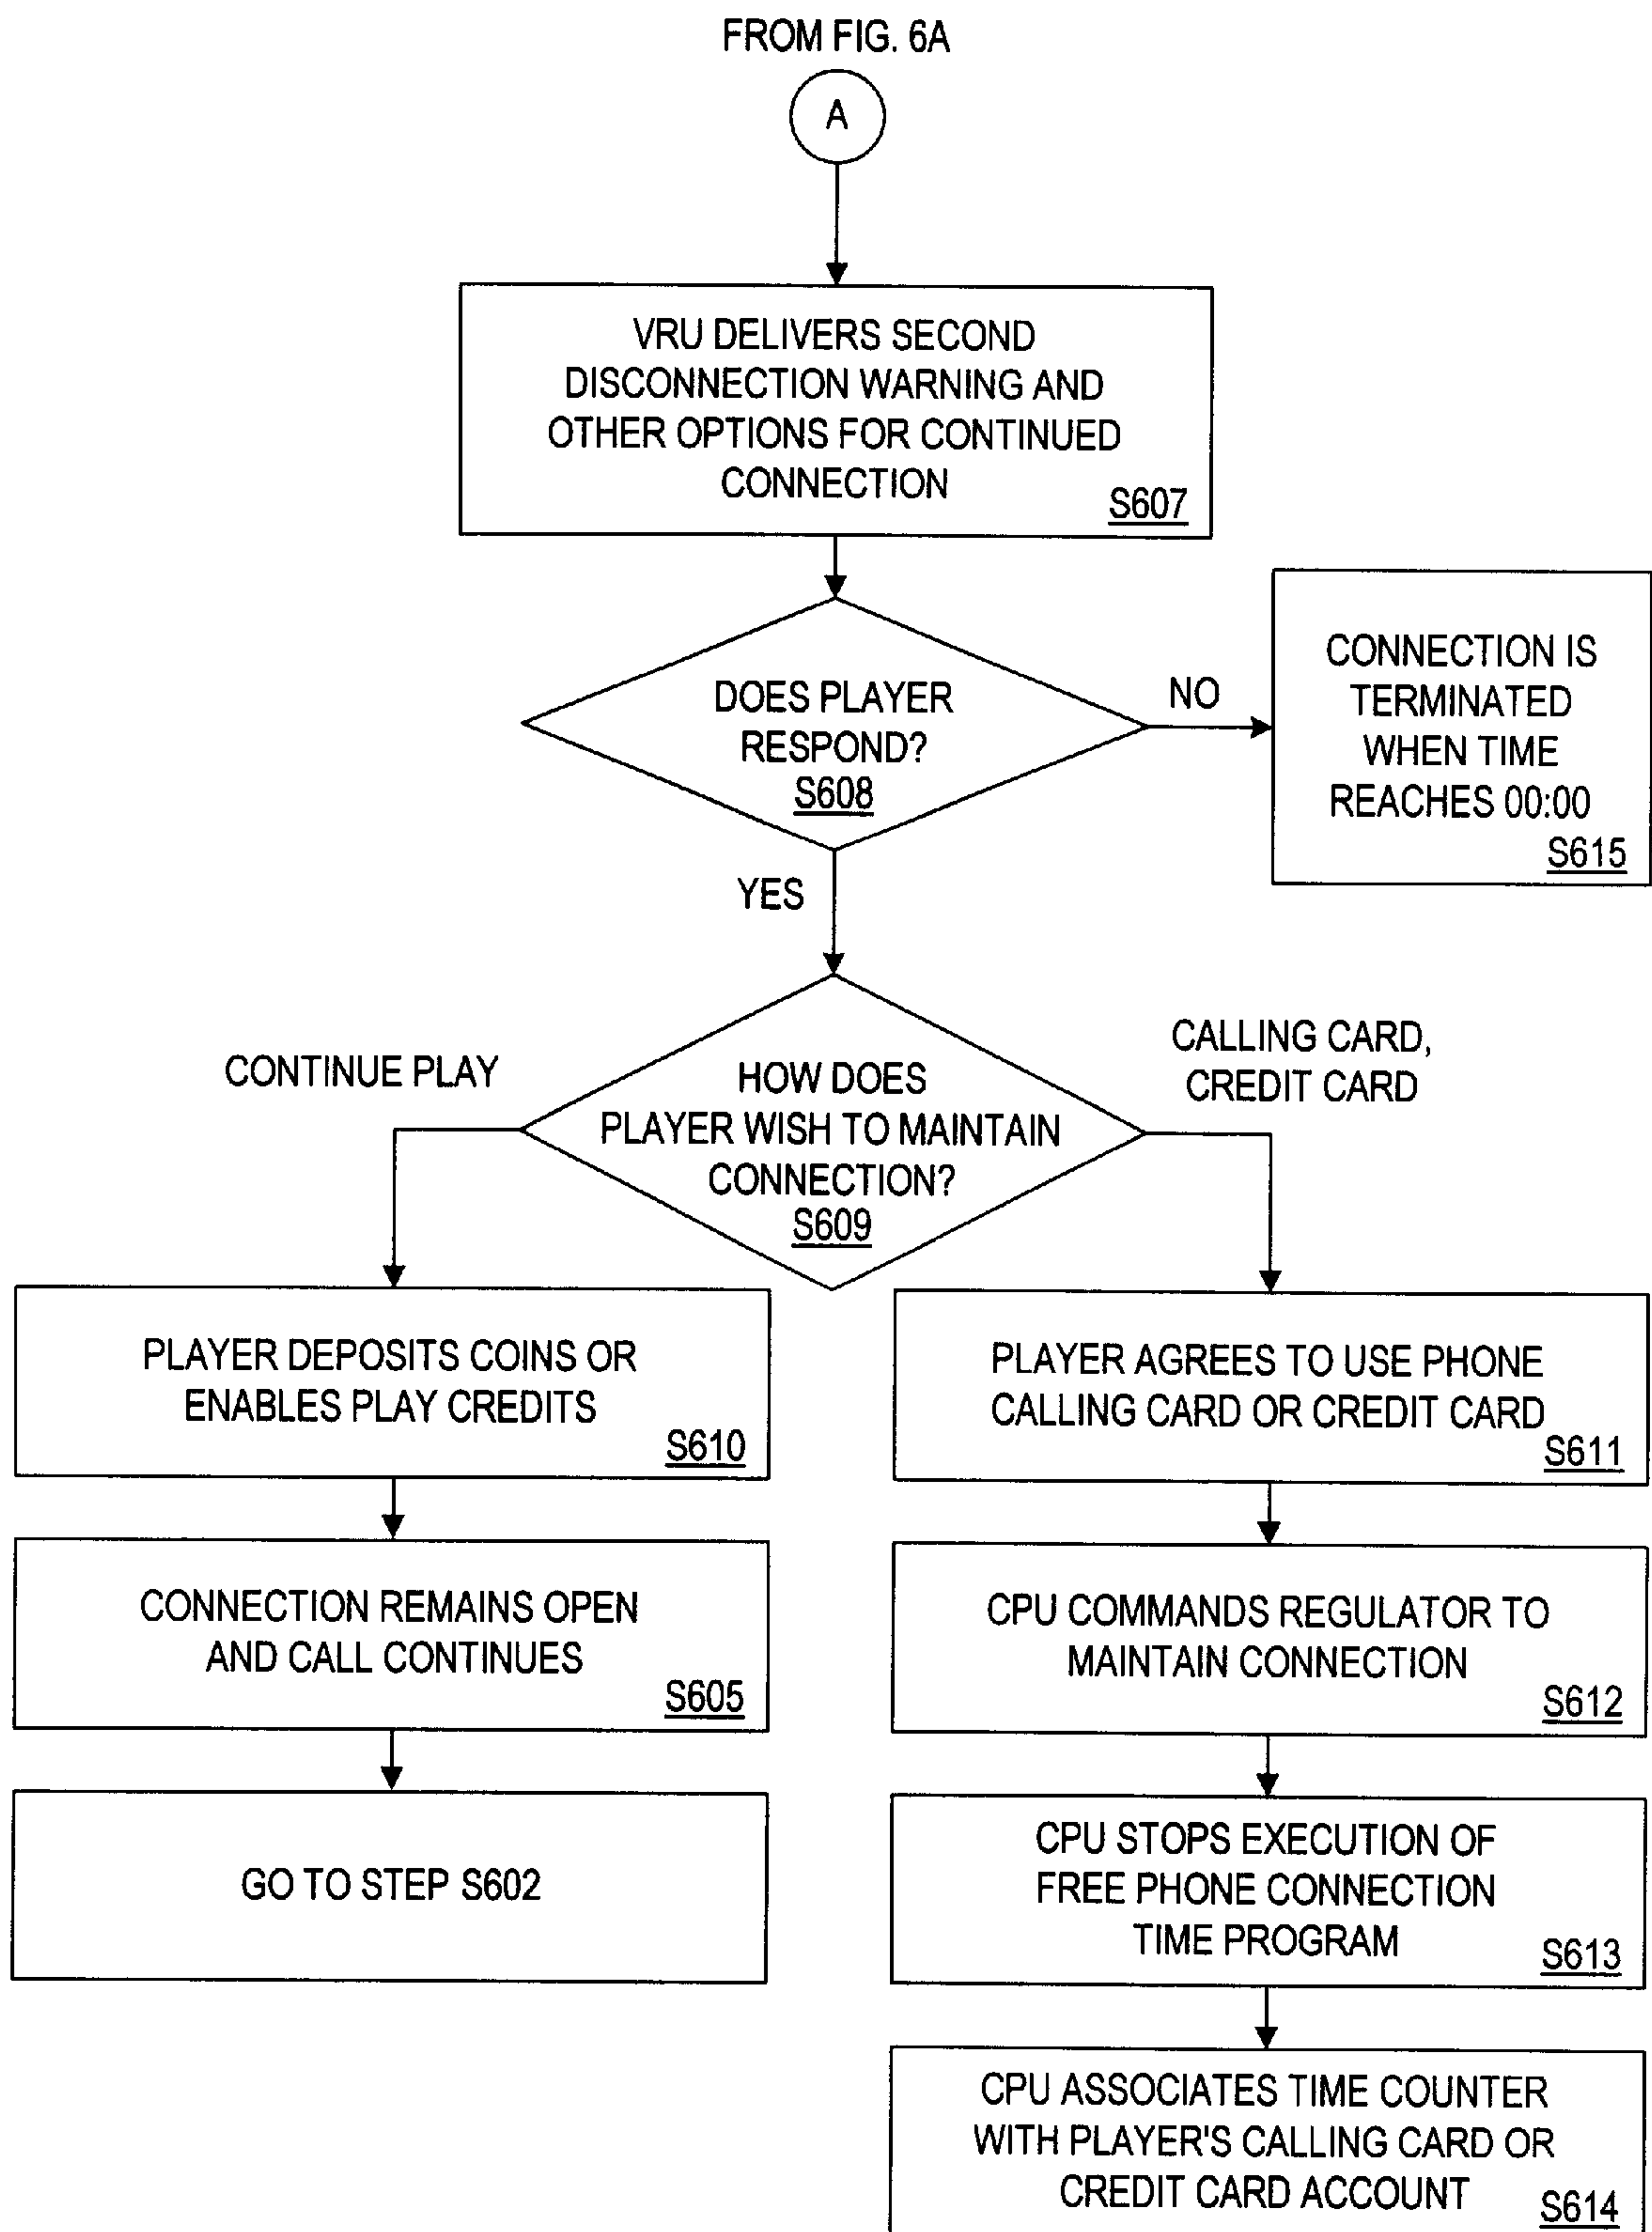 FROM FIG. 6A
A
VRU DELIVERS SECOND
DISCONNECTION WARNING AND
OTHER OPTIONS FOR CONTINUED
CONNECTION
S607
DOES PLAYER
RESPOND?
S608
NO
CONNECTION IS
TERMINATED
WHEN TIME
REACHES 00:00
S615
YES
HOW DOES
PLAYER WISH TO MAINTAIN
CONNECTION?
S609
CONTINUE PLAY
CALLING CARD,
CREDIT CARD
PLAYER DEPOSITS COINS OR
ENABLES PLAY CREDITS
S610
CONNECTION REMAINS OPEN
AND CALL CONTINUES
S605
GO TO STEP S602
PLAYER AGREES TO USE PHONE
CALLING CARD OR CREDIT CARD
S611
CPU COMMANDS REGULATOR TO
MAINTAIN CONNECTION
S612
CPU STOPS EXECUTION OF
FREE PHONE CONNECTION
TIME PROGRAM
S613
CPU ASSOCIATES TIME COUNTER
WITH PLAYER'S CALLING CARD OR
CREDIT CARD ACCOUNT
S614